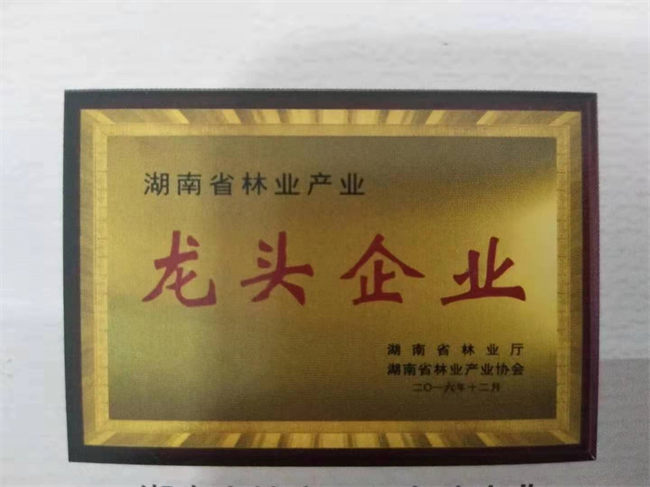 湖南省林业产业
龙头企业
湖南省林业厅
湖南省林业产业协会
二〇一六年十二月